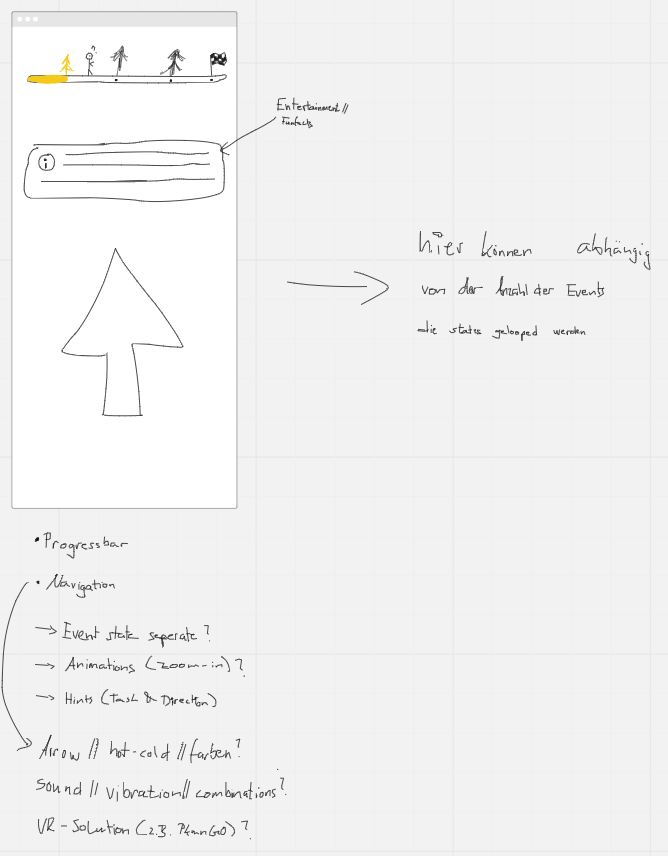 Entertainment//
Funfacts
i
hier können abhängig
von der Anzahl der Events
die states gelooped werden
• Progressbar
• Navigation
→ Event state seperate?
→ Animations (zoom-in)?
→ Hints (Task & Direction)
Arrow // hot-cold // farben?
Sound // vibration// combinations?
VR-Solution (z.B. PkmnGO)?